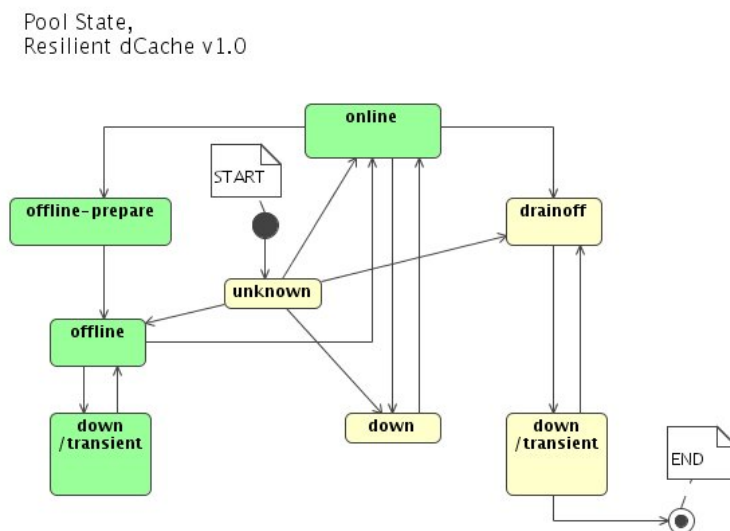 Pool State,
Resilient dCache v1.0
online
START
offline-prepare
drainoff
unknown
offline
down
/transient
down
down
/transient
END